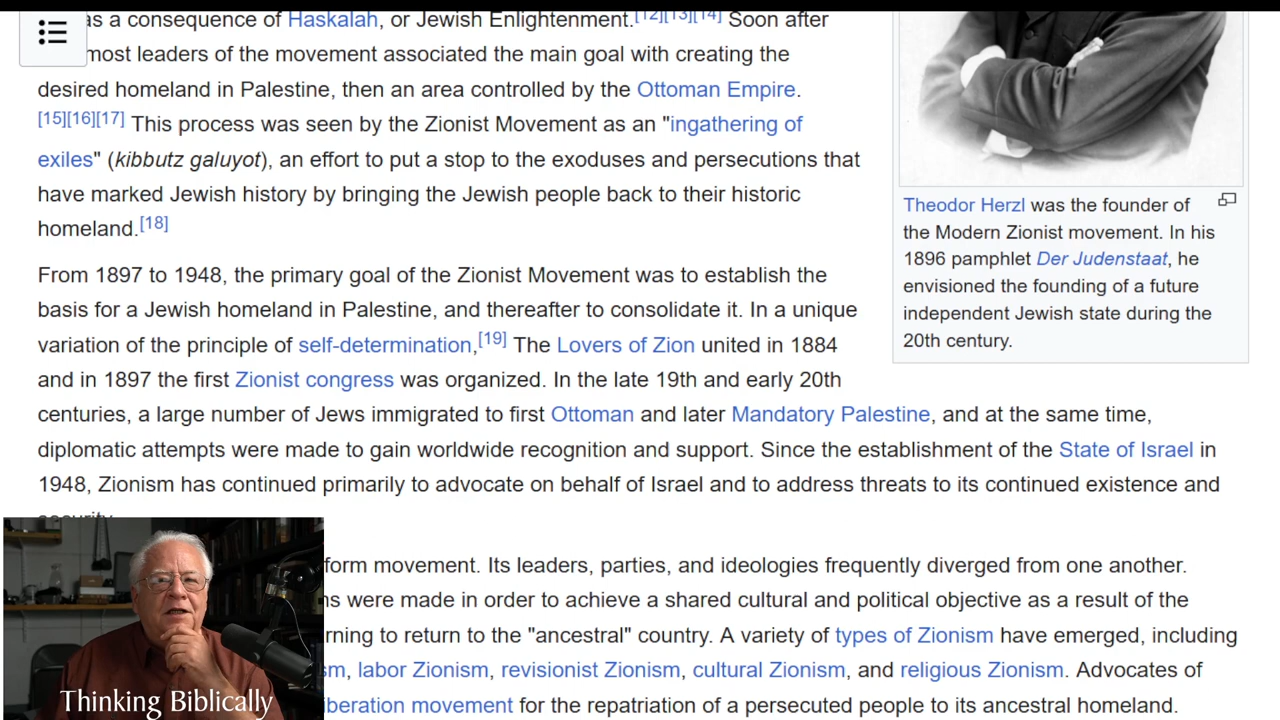 as a consequence of Haskalah, or Jewish Enlightenment.[12][13][14] Soon after
most leaders of the movement associated the main goal with creating the
desired homeland in Palestine, then an area controlled by the Ottoman Empire.
[15][16][17] This process was seen by the Zionist Movement as an "ingathering of
exiles" (kibbutz galuyot), an effort to put a stop to the exoduses and persecutions that
have marked Jewish history by bringing the Jewish people back to their historic
homeland.[18]
From 1897 to 1948, the primary goal of the Zionist Movement was to establish the
basis for a Jewish homeland in Palestine, and thereafter to consolidate it. In a unique
variation of the principle of self-determination,[19] The Lovers of Zion united in 1884
and in 1897 the first Zionist congress was organized. In the late 19th and early 20th
centuries, a large number of Jews immigrated to first Ottoman and later Mandatory Palestine, and at the same time,
diplomatic attempts were made to gain worldwide recognition and support. Since the establishment of the State of Israel in
1948, Zionism has continued primarily to advocate on behalf of Israel and to address threats to its continued existence and
Theodor Herzl was the founder of
the Modern Zionist movement. In his
1896 pamphlet Der Judenstaat, he
envisioned the founding of a future
independent Jewish state during the
20th century.
form movement. Its leaders, parties, and ideologies frequently diverged from one another.
were made in order to achieve a shared cultural and political objective as a result of the
to return to the "ancestral" country. A variety of types of Zionism have emerged, including
labor Zionism, revisionist Zionism, cultural Zionism, and religious Zionism. Advocates of
movement for the repatriation of a persecuted people to its ancestral homeland.
Thinking Biblically